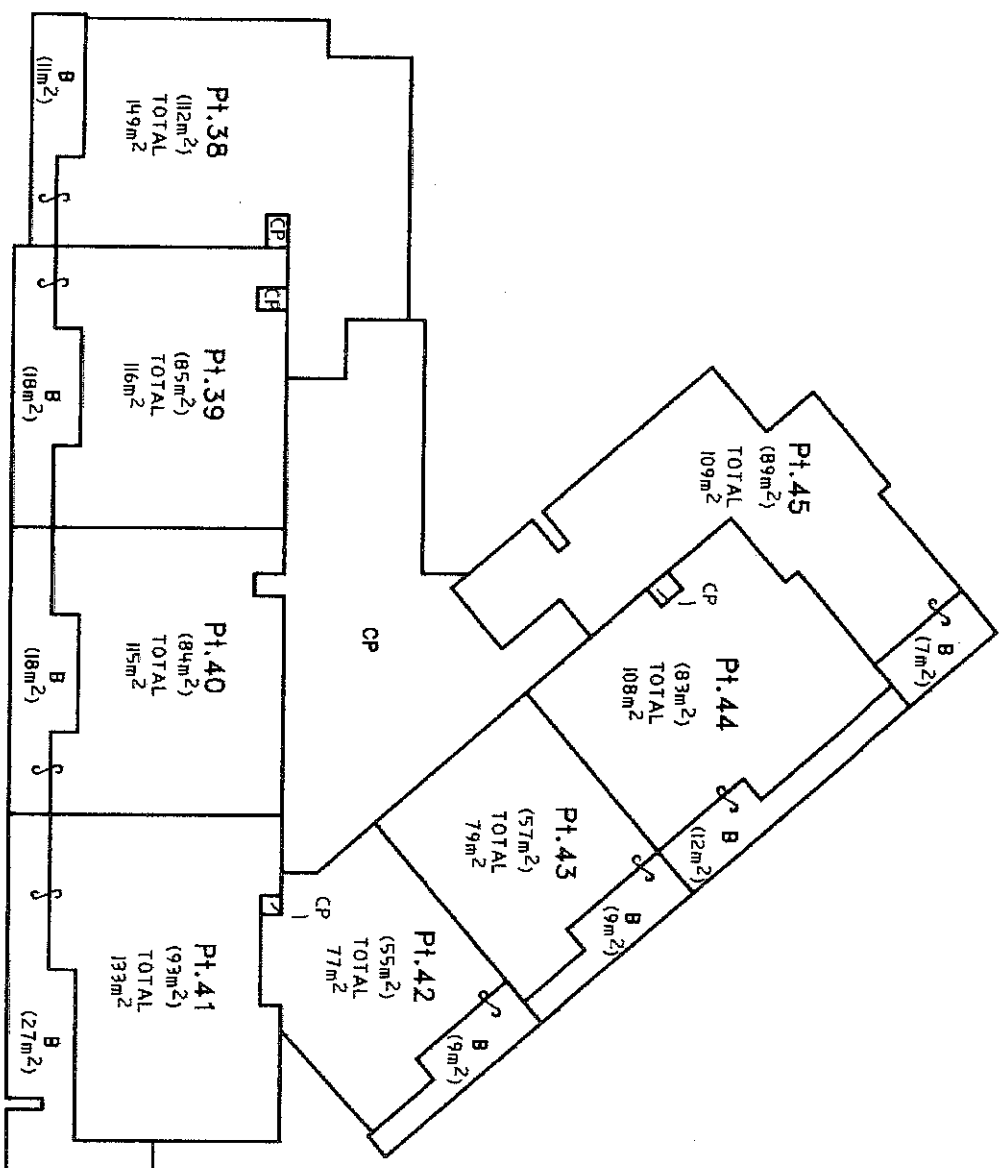 Pt.38
(112m²)
TOTAL
149m²
B
(11m²)
CP
CP
Pt.39
(85m²)
TOTAL
116m²
B
(18m²)
Pt.40
(84m²)
TOTAL
115m²
B
(18m²)
CP
Pt.41
(93m²)
TOTAL
133m²
B
(27m²)
CP
Pt.42
(55m²)
TOTAL
77m²
B
(9m²)
Pt.43
(57m²)
TOTAL
79m²
B
(9m²)
Pt.44
(83m²)
TOTAL
108m²
B
(12m²)
CP
Pt.45
(89m²)
TOTAL
109m²
B
(7m²)